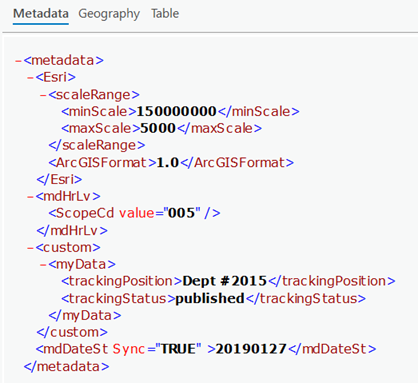 Metadata Geography Table
–<metadata>
–<Esri>
–<scaleRange>
<minScale>150000000</minScale>
<maxScale>5000</maxScale>
</scaleRange>
<ArcGISFormat>1.0</ArcGISFormat>
</Esri>
–<mdHrLv>
<ScopeCd value="005" />
</mdHrLv>
–<custom>
–<myData>
<trackingPosition>Dept #2015</trackingPosition>
<trackingStatus>published</trackingStatus>
</myData>
</custom>
<mdDateSt Sync="TRUE" >20190127</mdDateSt>
</metadata>